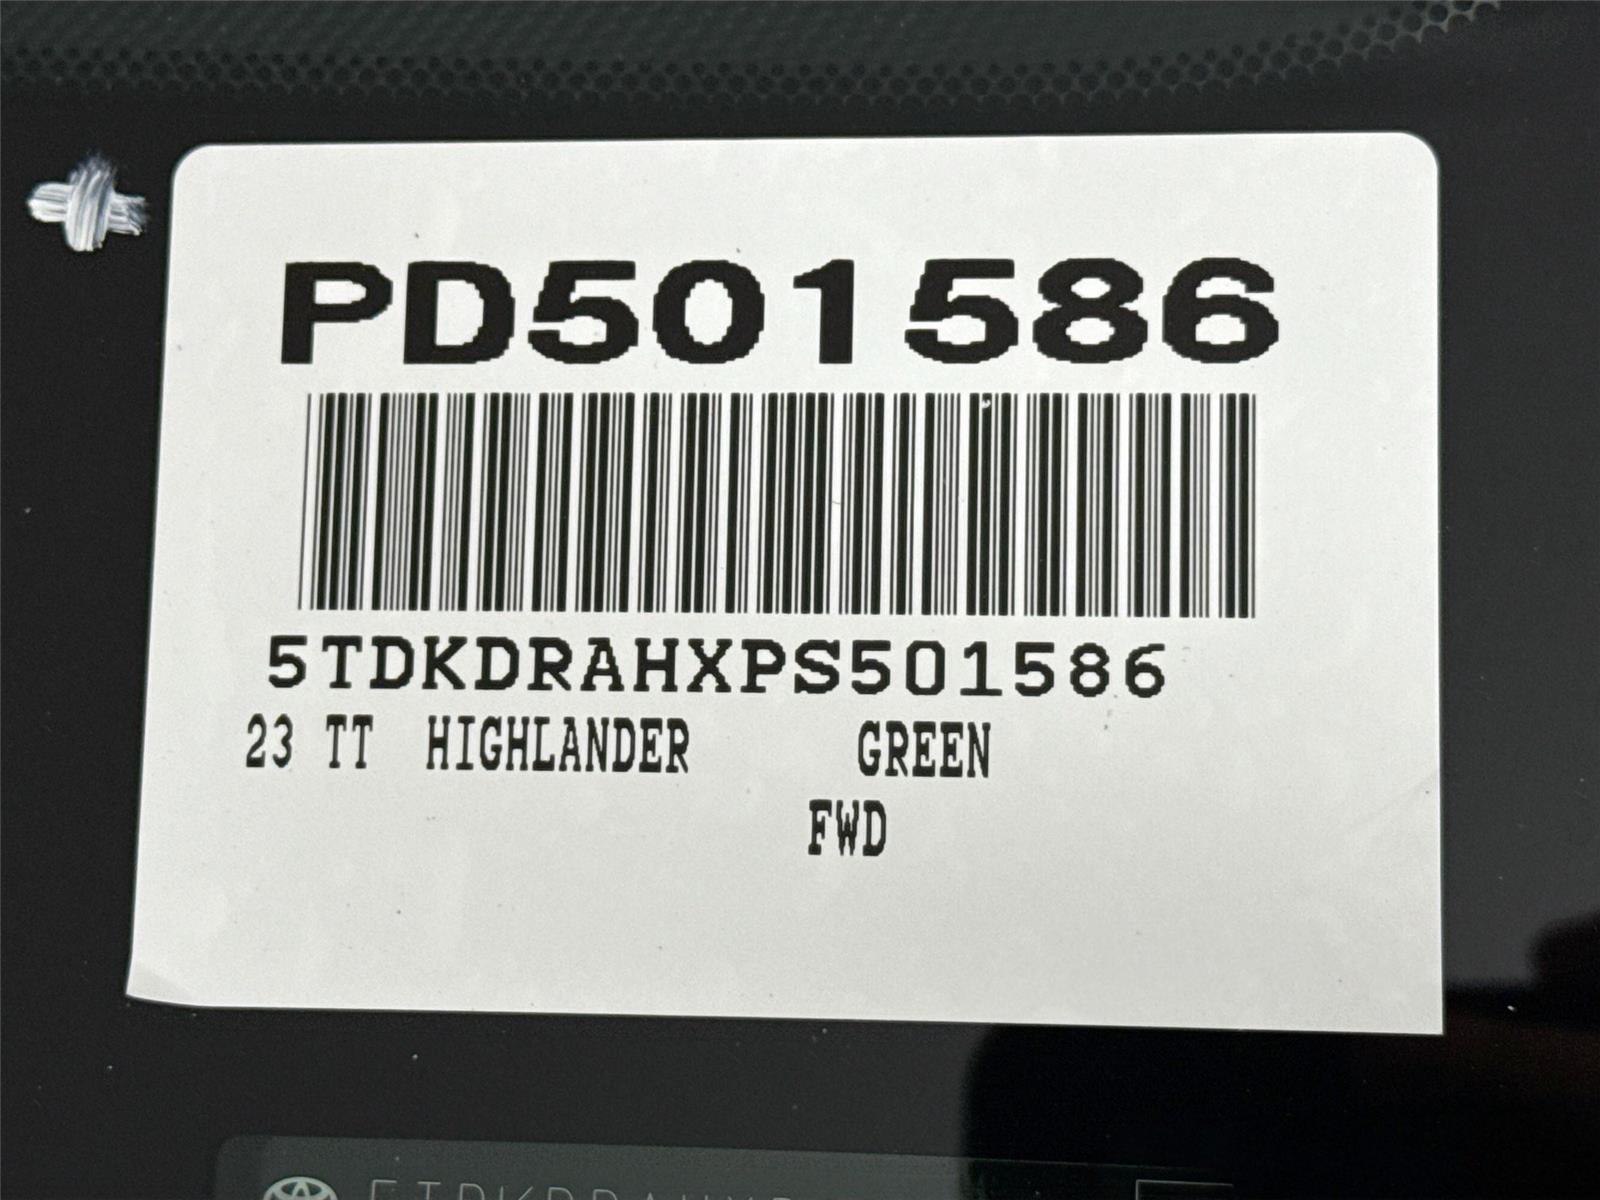 PD501586
5TDKDRAHXPS501586
23 TT HIGHLANDER GREEN
FWD